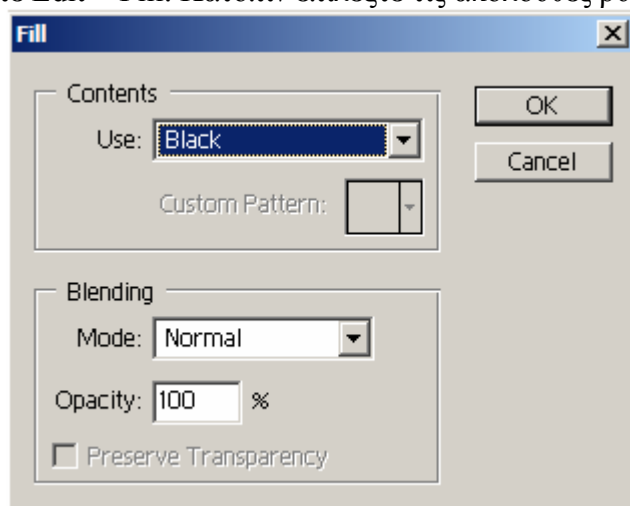 Fill
Contents
Use: Black
Custom Pattern:
OK
Cancel
Blending
Mode: Normal
Opacity: 100 %
Preserve Transparency